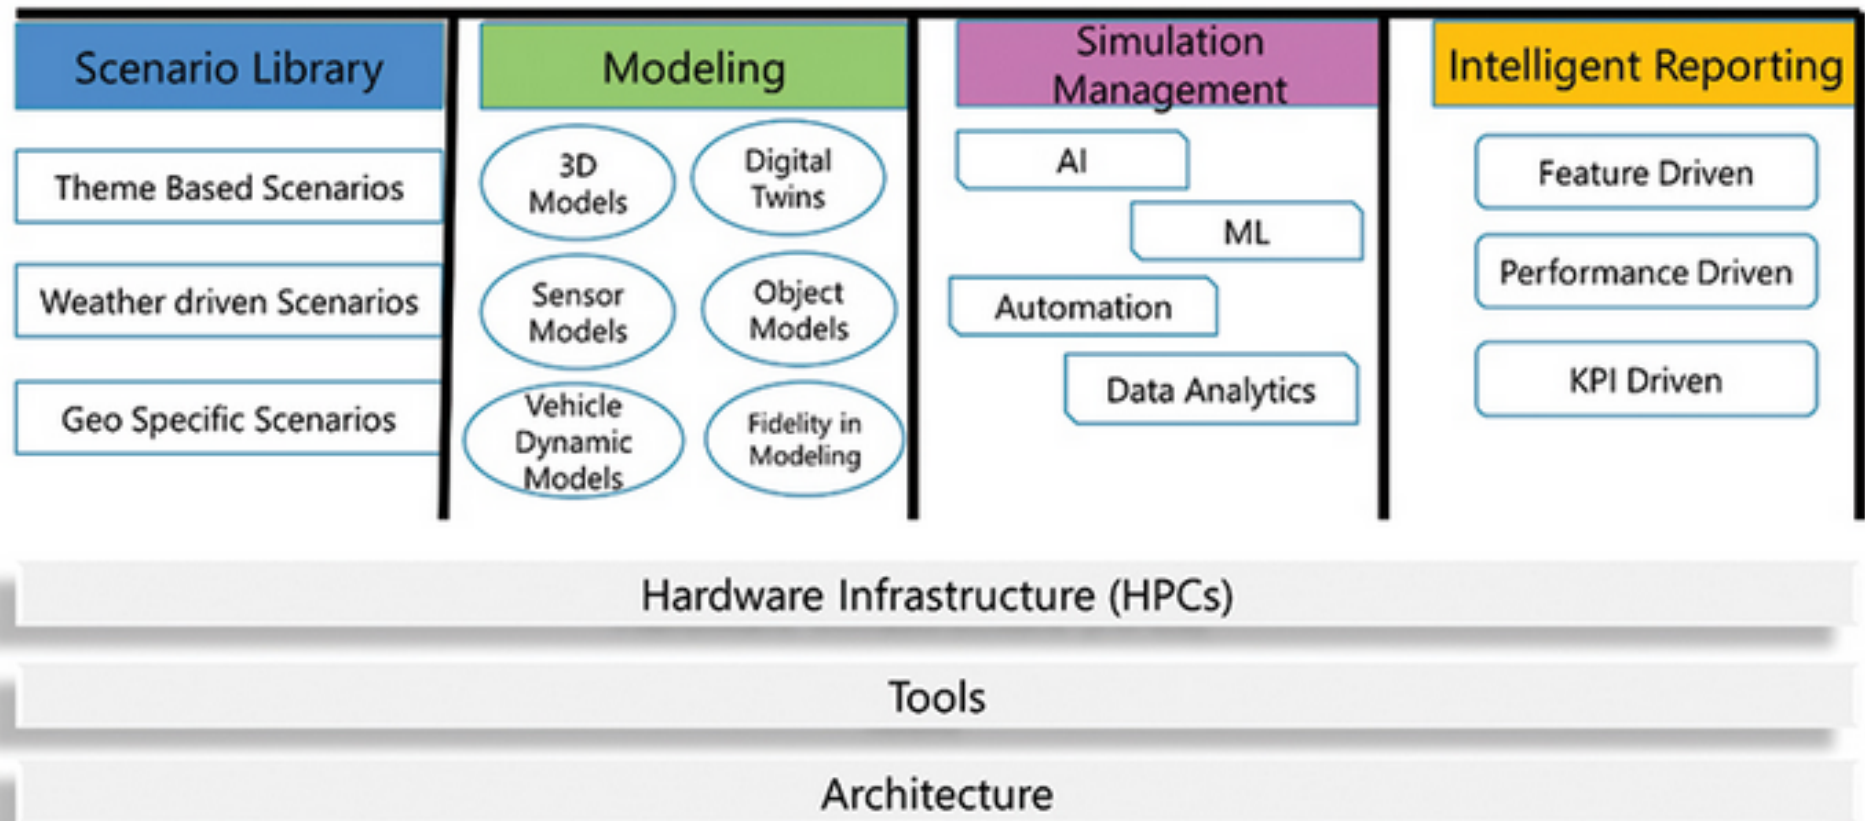 Scenario Library
Theme Based Scenarios
Weather driven Scenarios
Geo Specific Scenarios
Modeling
3D
Models
Digital
Twins
Sensor
Models
Object
Models
Vehicle
Dynamic
Models
Fidelity in
Modeling
Simulation
Management
AI
ML
Automation
Data Analytics
Intelligent Reporting
Feature Driven
Performance Driven
KPI Driven
Hardware Infrastructure (HPCs)
Tools
Architecture